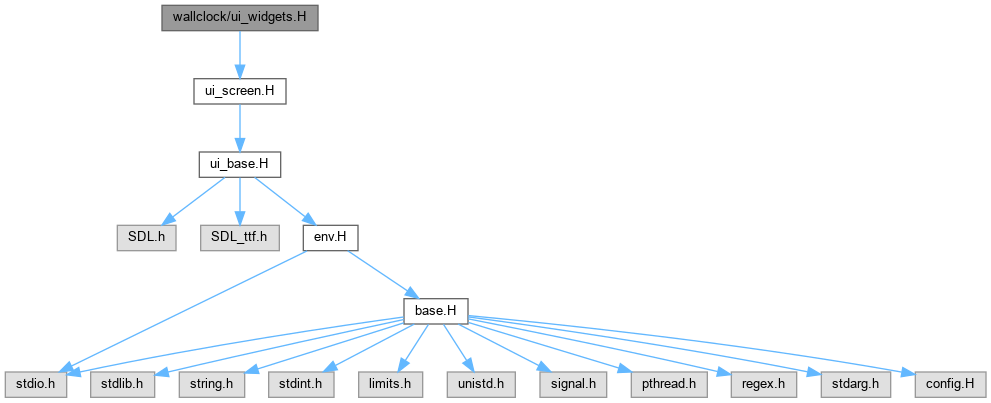 wallclock/ui_widgets.H
ui_screen.H
ui_base.H
SDL.h
SDL_ttf.h
env.H
base.H
stdio.h
stdlib.h
string.h
stdint.h
limits.h
unistd.h
signal.h
pthread.h
regex.h
stdarg.h
config.H